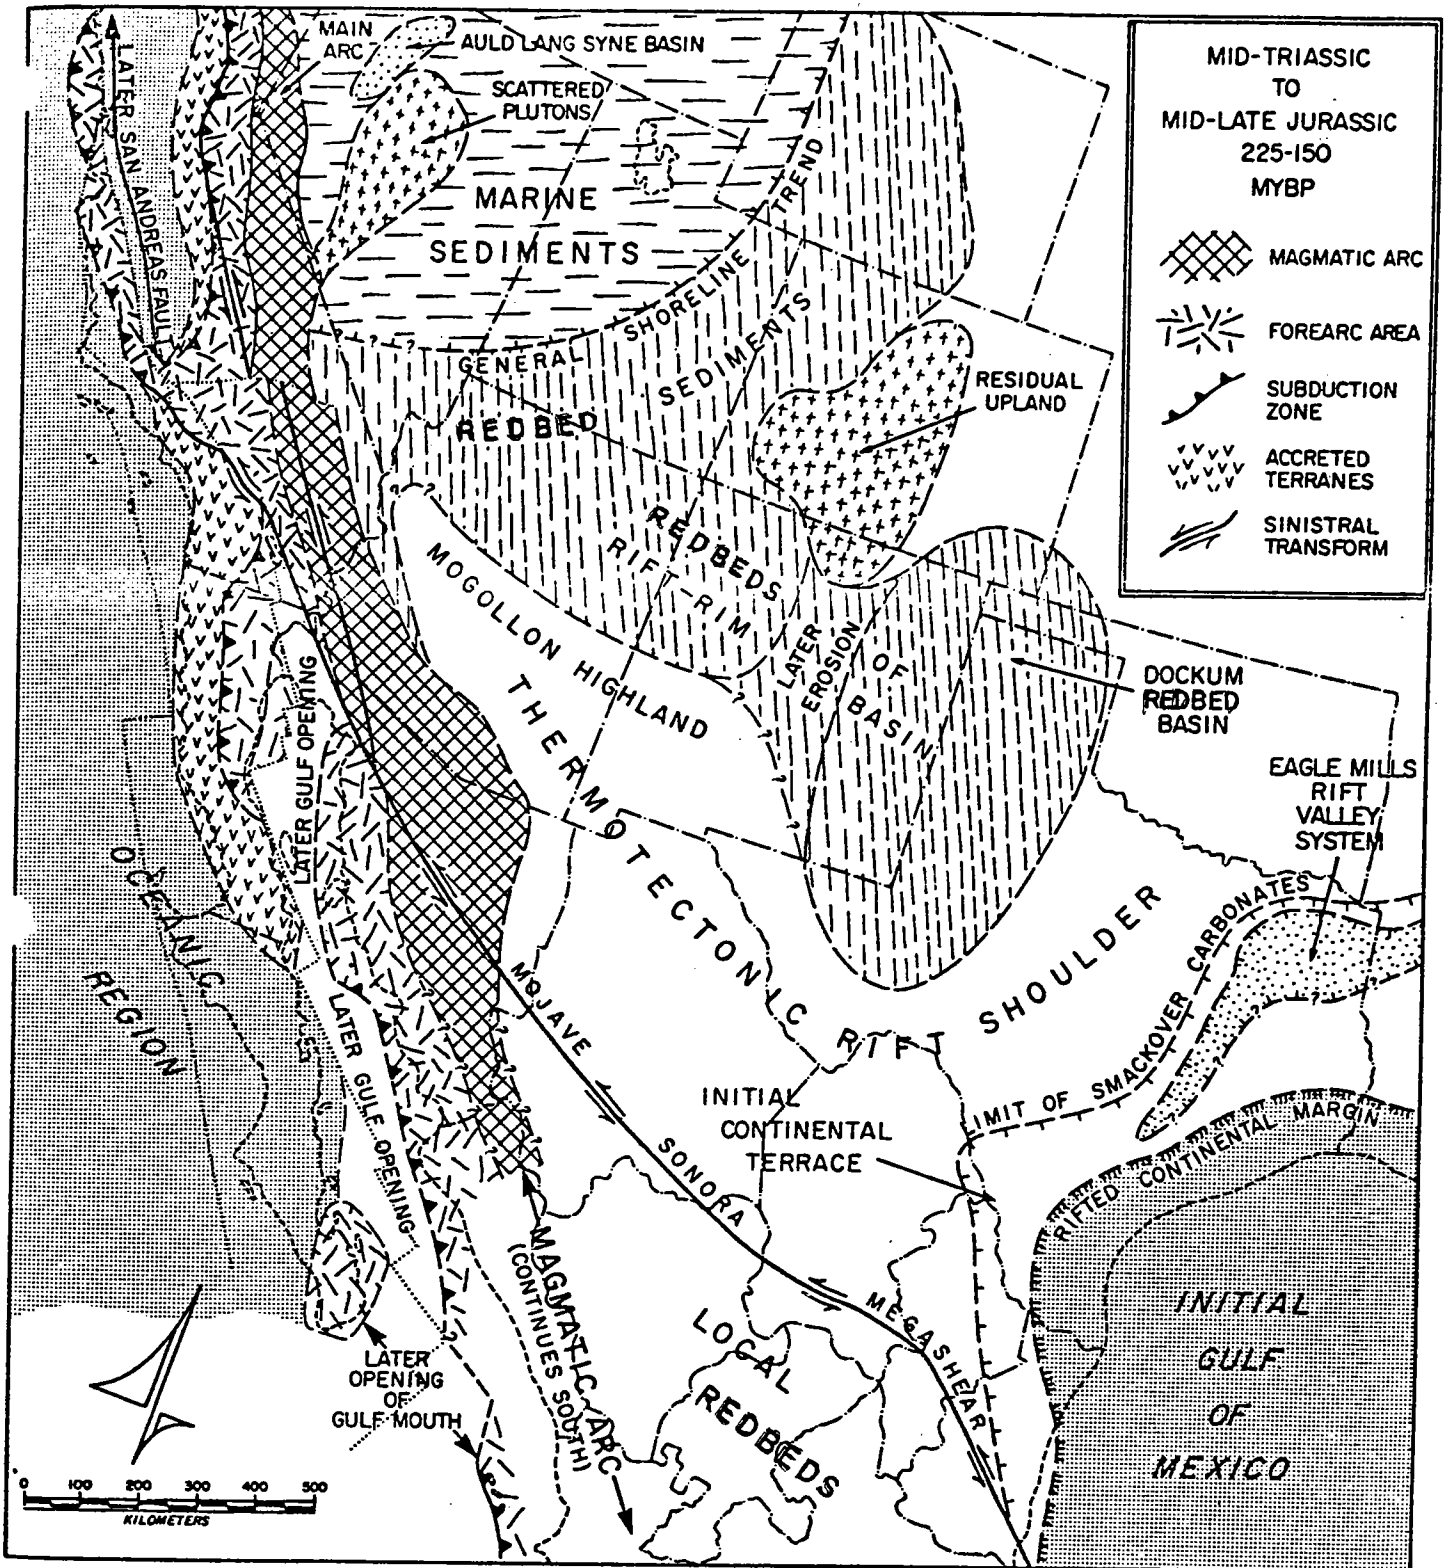 MAIN
ARC
AULD LANG SYNE BASIN
SCATTERED
PLUTONS
LATER SAN ANDREAS FAULT
MARINE
SEDIMENTS
GENERAL SHORELINE TREND
REDBED SEDIMENTS
RESIDUAL
UPLAND
REDBEDS
RIFT-RIM
MOGOLLON HIGHLAND
LATER
EROSION
OF
BASIN
DOCKUM
REDBED
BASIN
EAGLE MILLS
RIFT
VALLEY
SYSTEM
THERMOTECTONIC RIFT SHOULDER
LATER GULF OPENING
OCEANIC
REGION
LATER GULF OPENING
MOJAVE SONORA MEGASHEAR
LIMIT OF SMACKOVER CARBONATES
INITIAL
CONTINENTAL
TERRACE
RIFTED CONTINENTAL MARGIN
MAGMATIC ARC
(CONTINUES SOUTH)
LOCAL
REDBEDS
INITIAL
GULF
OF
MEXICO
LATER
OPENING
OF
GULF MOUTH
0 100 200 300 400 500
KILOMETERS
MID-TRIASSIC
TO
MID-LATE JURASSIC
225-150
MYBP
MAGMATIC ARC
FOREARC AREA
SUBDUCTION
ZONE
ACCRETED
TERRANES
SINISTRAL
TRANSFORM